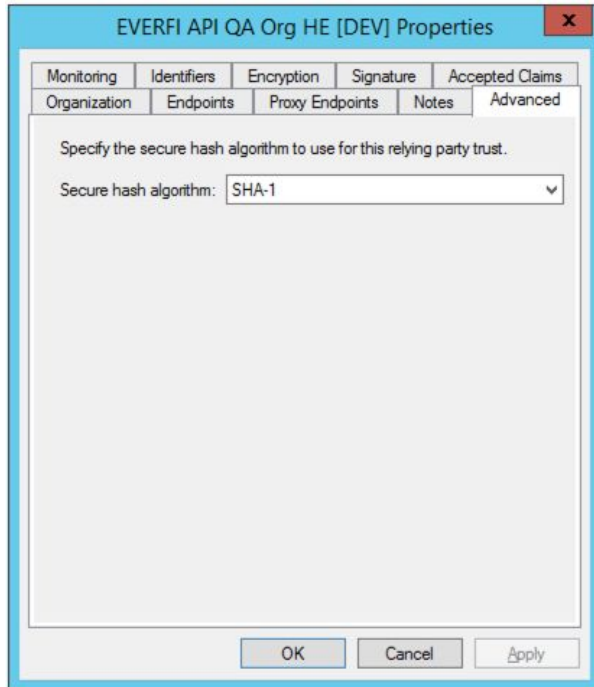 EVERFI API QA Org HE [DEV] Properties
x
Monitoring Identifiers Encryption Signature Accepted Claims
Organization Endpoints Proxy Endpoints Notes Advanced
Specify the secure hash algorithm to use for this relying party trust.
Secure hash algorithm: SHA-1
OK Cancel Apply